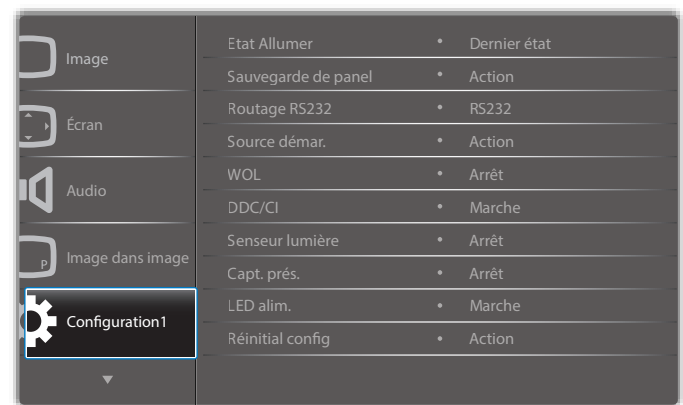 Image
Écran
Audio
Image dans image
P
Configuration1
Etat Allumer • Dernier état
Sauvegarde de panel • Action
Routage RS232 • RS232
Source démar. • Action
WOL • Arrêt
DDC/CI • Marche
Senseur lumière • Arrêt
Capt. prés. • Arrêt
LED alim. • Marche
Réinitial config • Action